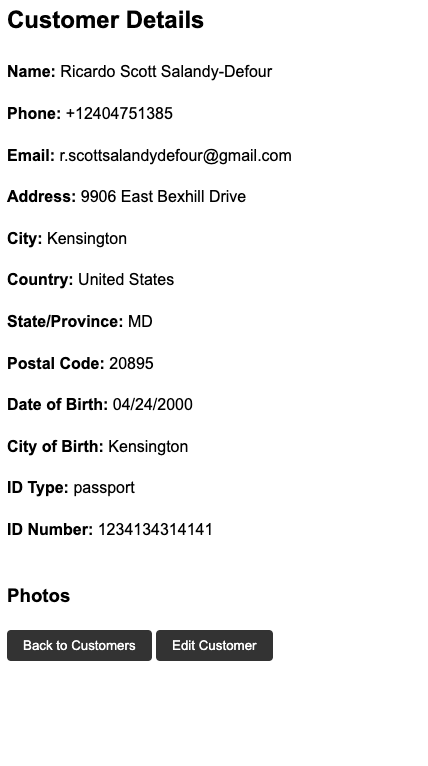 Customer Details
Name: Ricardo Scott Salandy-Defour
Phone: +12404751385
Email: r.scottsalandydefour@gmail.com
Address: 9906 East Bexhill Drive
City: Kensington
Country: United States
State/Province: MD
Postal Code: 20895
Date of Birth: 04/24/2000
City of Birth: Kensington
ID Type: passport
ID Number: 1234134314141
Photos
Back to Customers Edit Customer